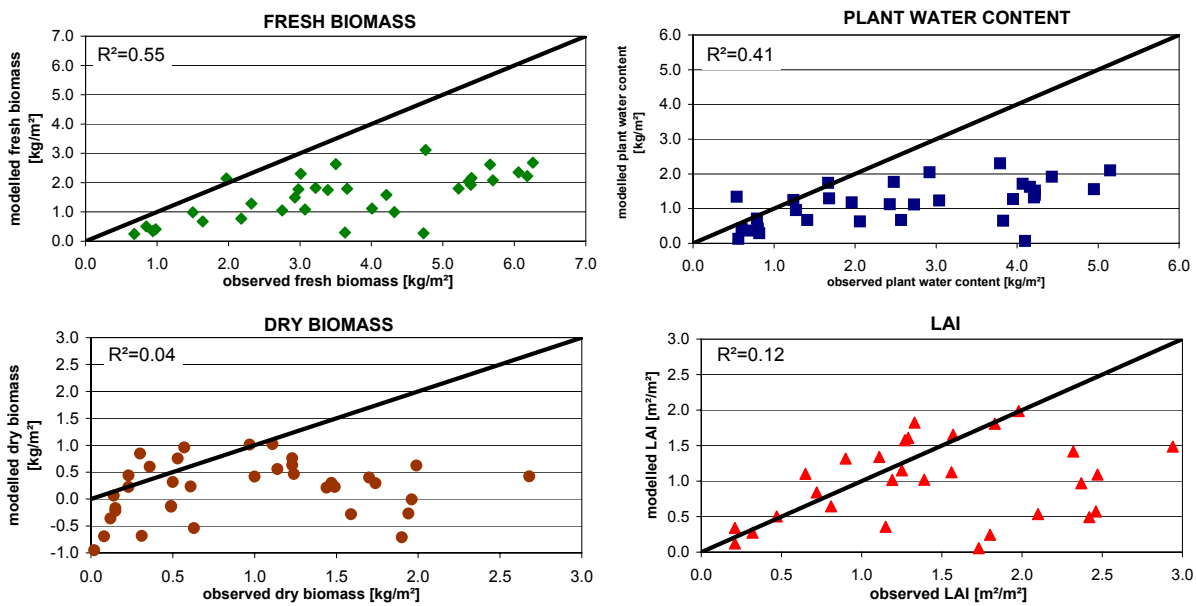 FRESH BIOMASS
R²=0.55
modelled fresh biomass
[kg/m²]
7.0
6.0
5.0
4.0
3.0
2.0
1.0
0.0
0.0 1.0 2.0 3.0 4.0 5.0 6.0 7.0
observed fresh biomass [kg/m²]
PLANT WATER CONTENT
R²=0.41
modelled plant water content
[kg/m²]
6.0
5.0
4.0
3.0
2.0
1.0
0.0
0.0 1.0 2.0 3.0 4.0 5.0 6.0
observed plant water content [kg/m²]
DRY BIOMASS
R²=0.04
modelled dry biomass
[kg/m²]
3.0
2.5
2.0
1.5
1.0
0.5
0.0
-0.5
-1.0
0.0 0.5 1.0 1.5 2.0 2.5 3.0
observed dry biomass [kg/m²]
LAI
R²=0.12
modelled LAI [m²/m²]
3.0
2.5
2.0
1.5
1.0
0.5
0.0
0.0 0.5 1.0 1.5 2.0 2.5 3.0
observed LAI [m²/m²]